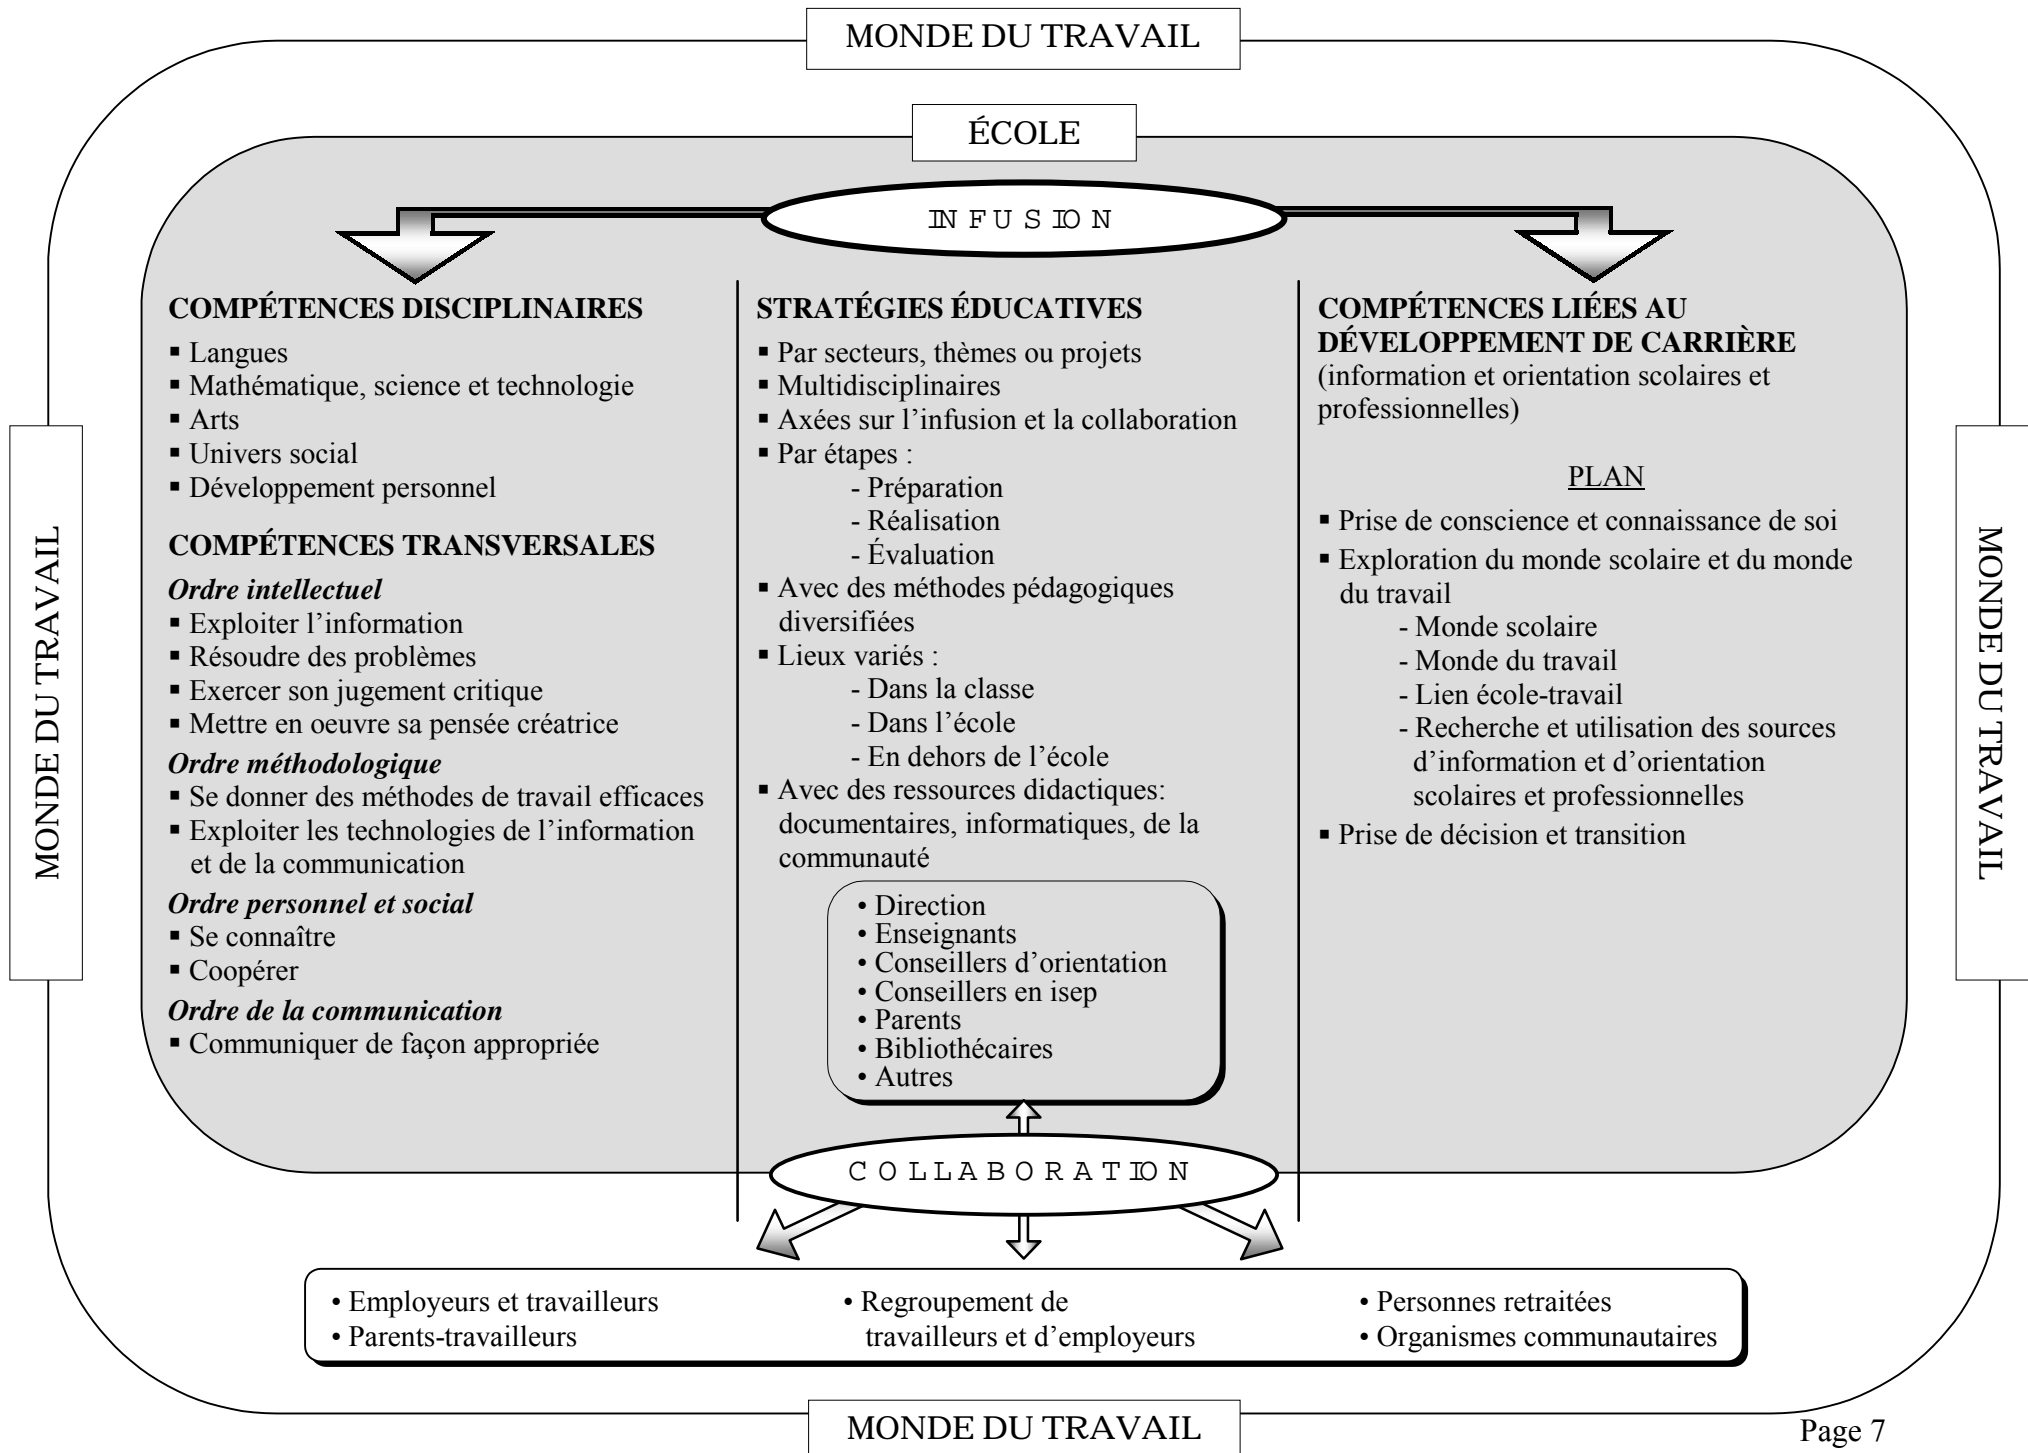 MONDE DU TRAVAIL
ÉCOLE
INFUSION
COMPÉTENCES DISCIPLINAIRES
▪ Langues
▪ Mathématique, science et technologie
▪ Arts
▪ Univers social
▪ Développement personnel
COMPÉTENCES TRANSVERSALES
Ordre intellectuel
▪ Exploiter l’information
▪ Résoudre des problèmes
▪ Exercer son jugement critique
▪ Mettre en oeuvre sa pensée créatrice
Ordre méthodologique
▪ Se donner des méthodes de travail efficaces
▪ Exploiter les technologies de l’information
et de la communication
Ordre personnel et social
▪ Se connaître
▪ Coopérer
Ordre de la communication
▪ Communiquer de façon appropriée
STRATÉGIES ÉDUCATIVES
▪ Par secteurs, thèmes ou projets
▪ Multidisciplinaires
▪ Axées sur l’infusion et la collaboration
▪ Par étapes :
- Préparation
- Réalisation
- Évaluation
▪ Avec des méthodes pédagogiques
diversifiées
▪ Lieux variés :
- Dans la classe
- Dans l’école
- En dehors de l’école
▪ Avec des ressources didactiques:
documentaires, informatiques, de la
communauté
• Direction
• Enseignants
• Conseillers d’orientation
• Conseillers en isep
• Parents
• Bibliothécaires
• Autres
COMPÉTENCES LIÉES AU
DÉVELOPPEMENT DE CARRIÈRE
(information et orientation scolaires et
professionnelles)
PLAN
▪ Prise de conscience et connaissance de soi
▪ Exploration du monde scolaire et du monde
du travail
- Monde scolaire
- Monde du travail
- Lien école-travail
- Recherche et utilisation des sources
d’information et d’orientation
scolaires et professionnelles
▪ Prise de décision et transition
MONDE DU TRAVAIL
MONDE DU TRAVAIL
COLLABORATION
• Employeurs et travailleurs
• Parents-travailleurs
• Regroupement de
travailleurs et d’employeurs
• Personnes retraitées
• Organismes communautaires
MONDE DU TRAVAIL
Page 7